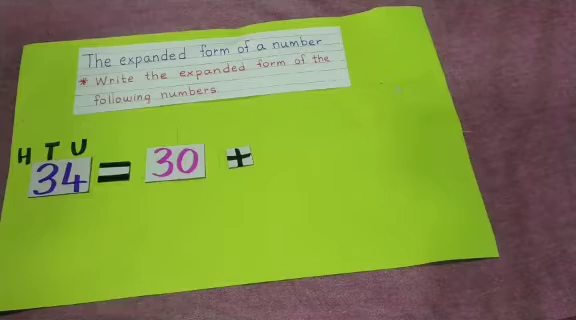 The expanded form of a number
* Write the expanded form of the
following numbers.
H T U
34 = 30 +